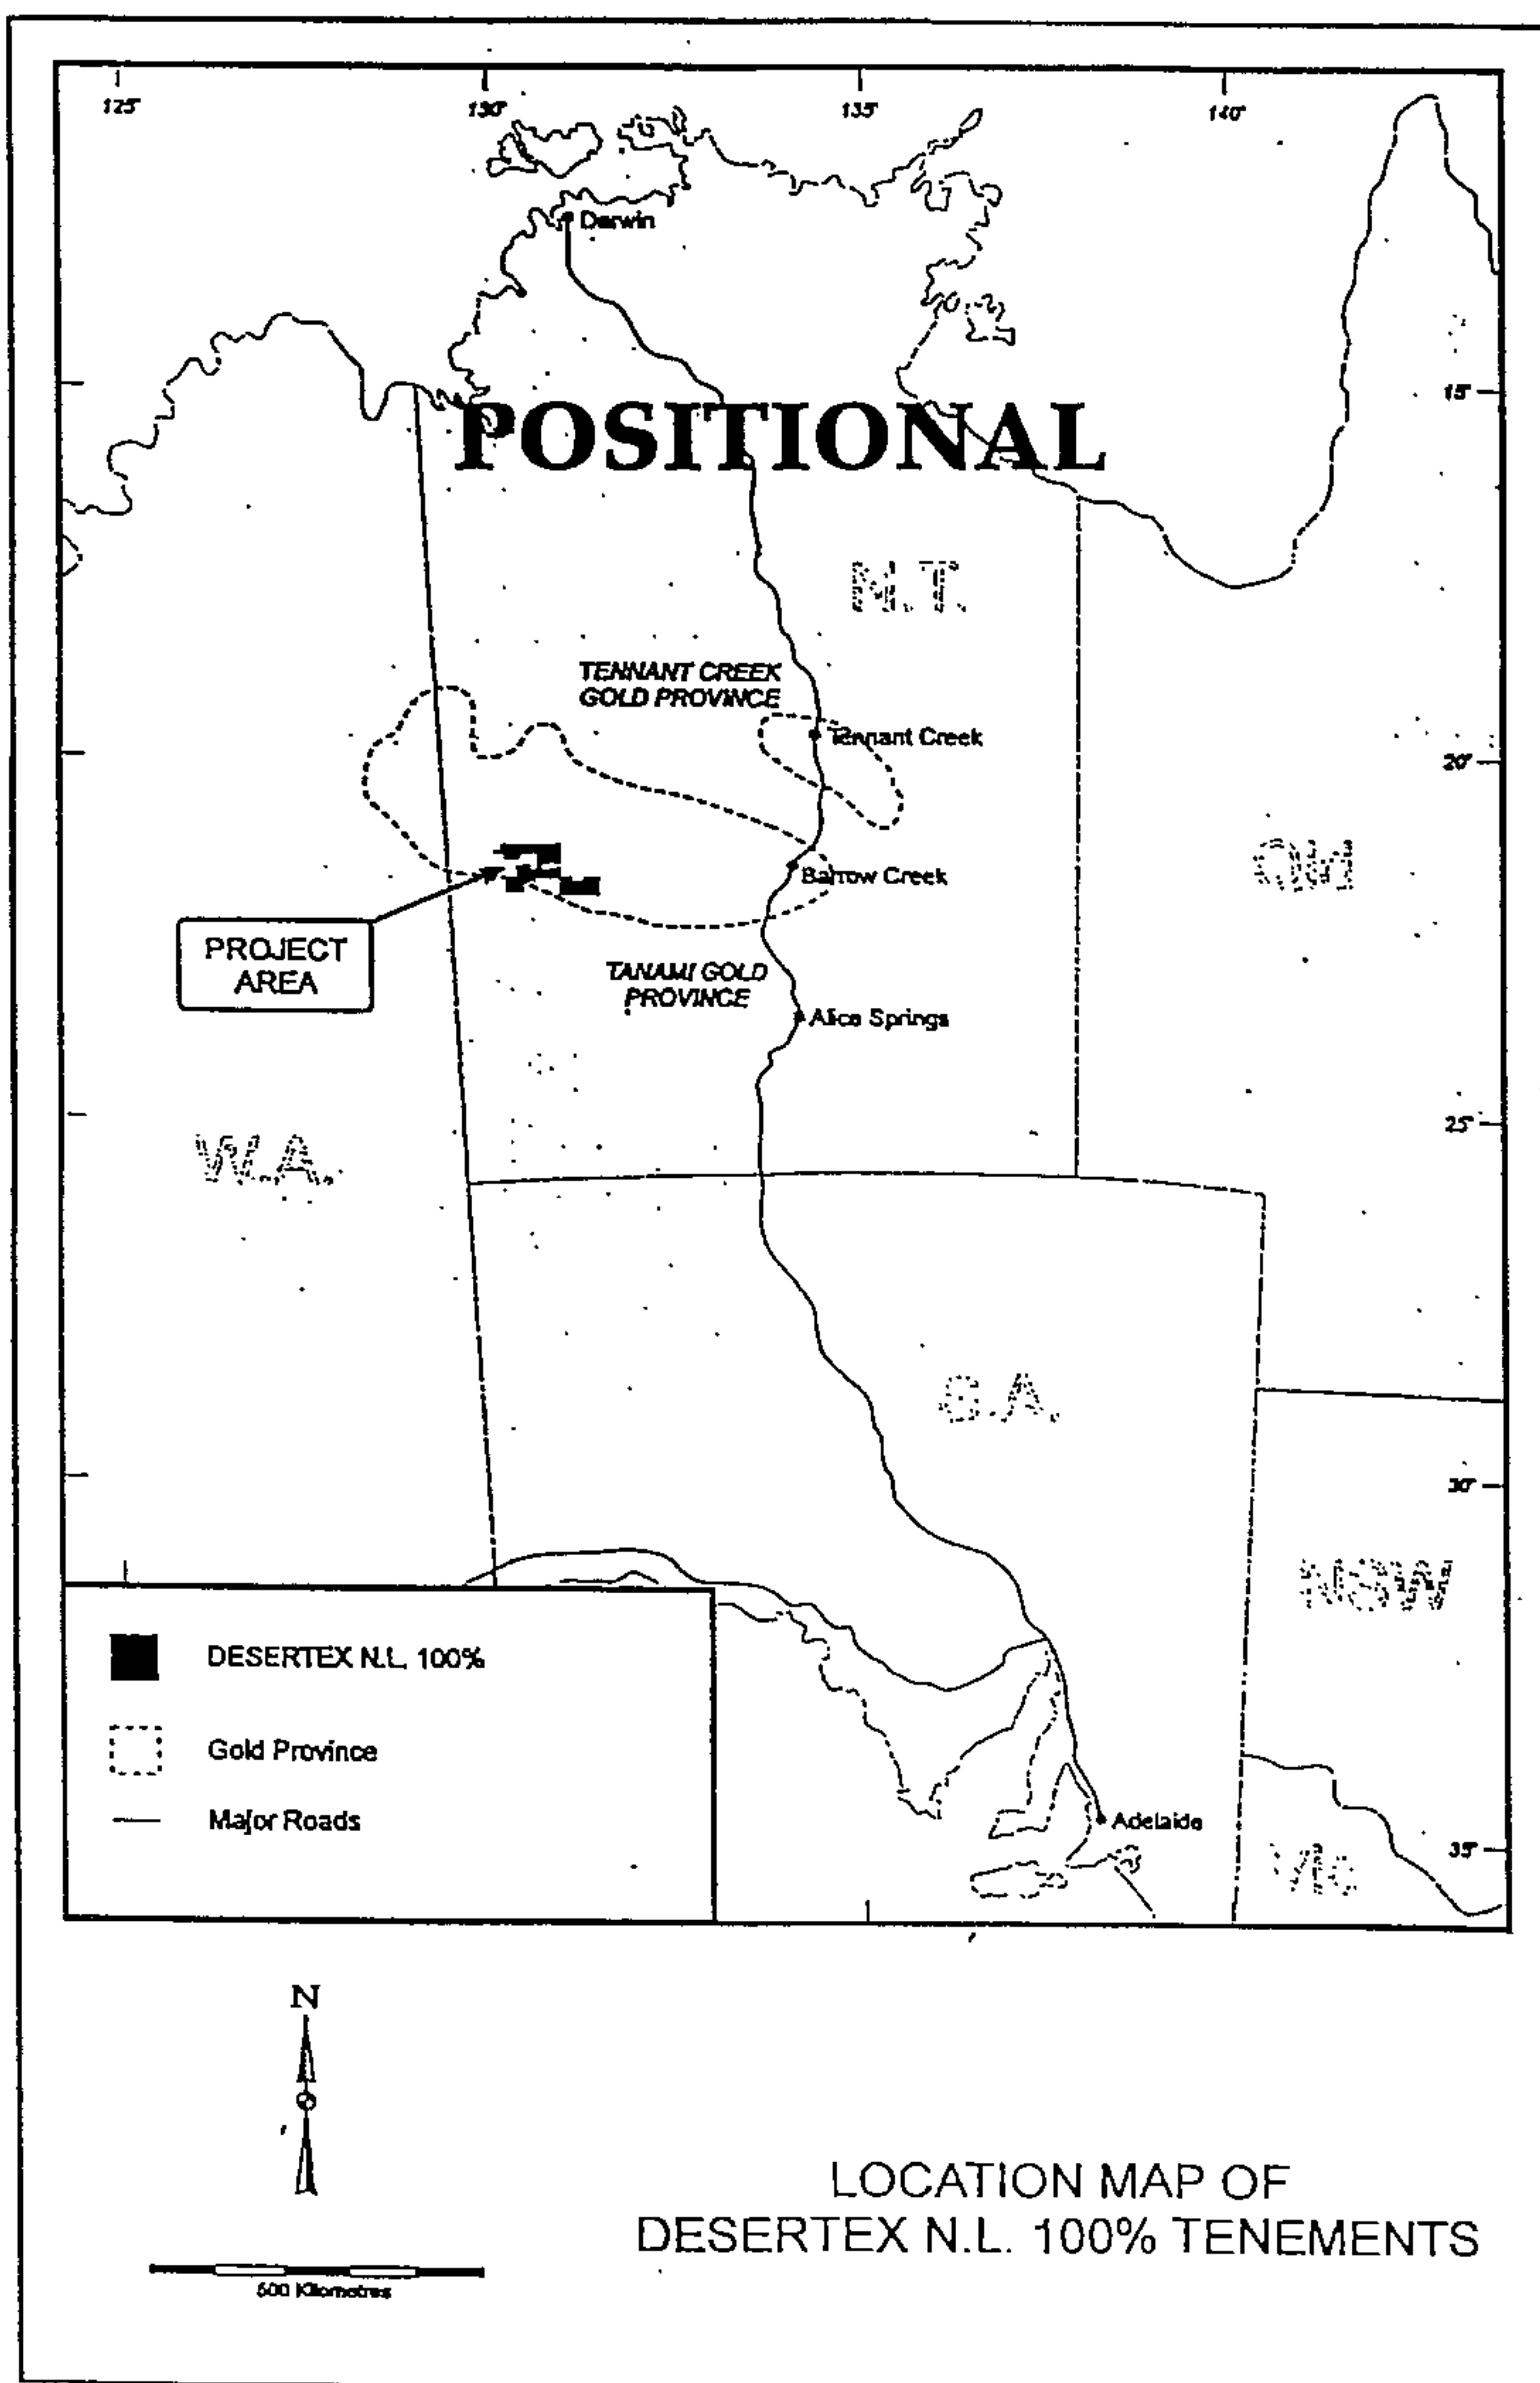 125° 130° 135° 140°
Darwin
POSITIONAL
15°
N.T.
TENNANT CREEK
GOLD PROVINCE
Tennant Creek
20°
Qld
Barrow Creek
PROJECT
AREA
TANAMI GOLD
PROVINCE
Alice Springs
25°
W.A.
S.A.
30°
NSW
DESERTEX N.L. 100%
Gold Province
Major Roads
Adelaide
35°
Vic
N
500 Kilometres
LOCATION MAP OF
DESERTEX N.L. 100% TENEMENTS